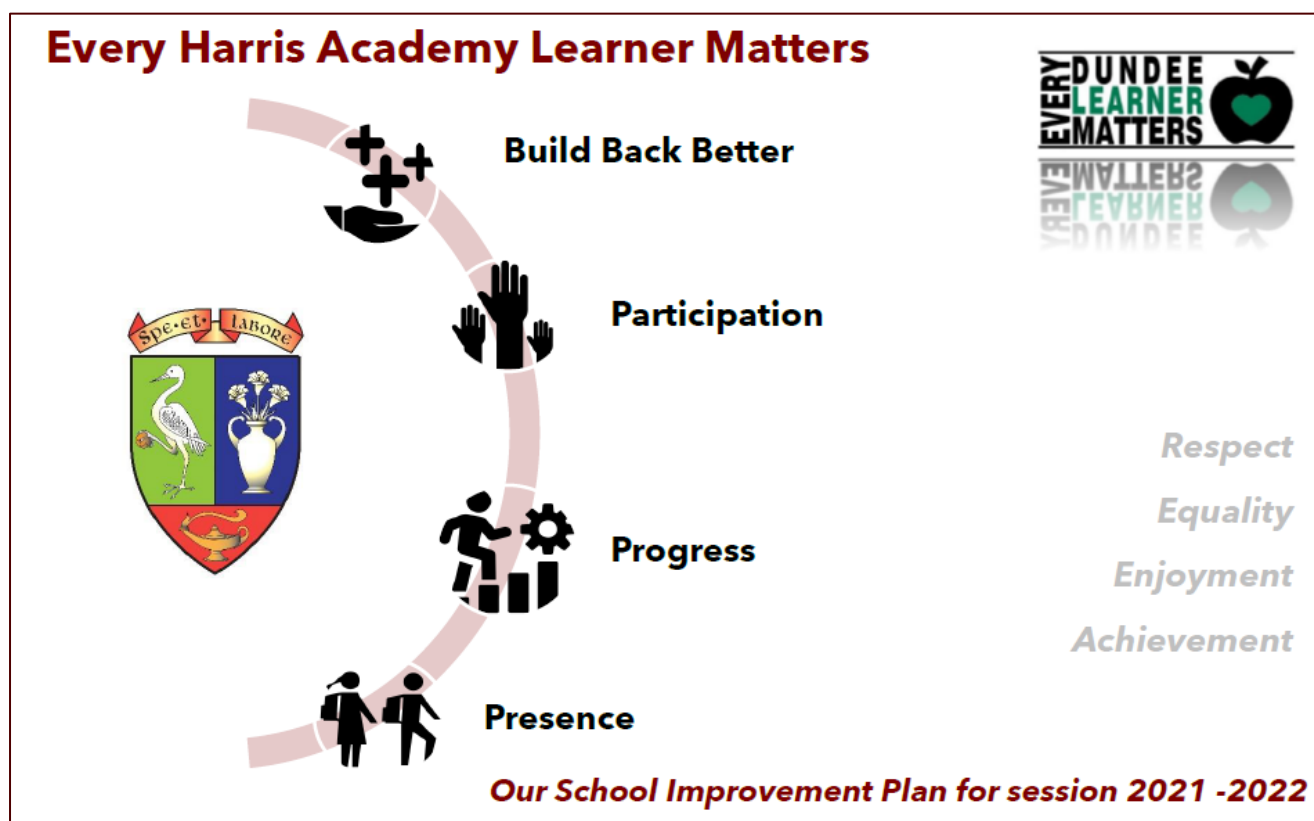 Every Harris Academy Learner Matters
EVERY
DUNDEE
LEARNER
MATTERS
Build Back Better
Participation
SPE·ET· LABORE
Respect
Equality
Progress
Enjoyment
Achievement
Presence
Our School Improvement Plan for session 2021 -2022